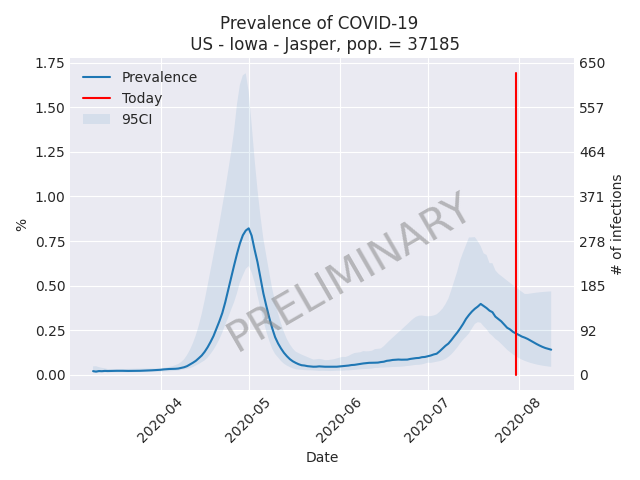 Prevalence of COVID-19
US - Iowa - Jasper, pop. = 37185
Prevalence
Today
95CI
PRELIMINARY
%
1.75
1.50
1.25
1.00
0.75
0.50
0.25
0.00
650
557
464
371
278
185
92
0
# of infections
2020-04
2020-05
2020-06
2020-07
2020-08
Date